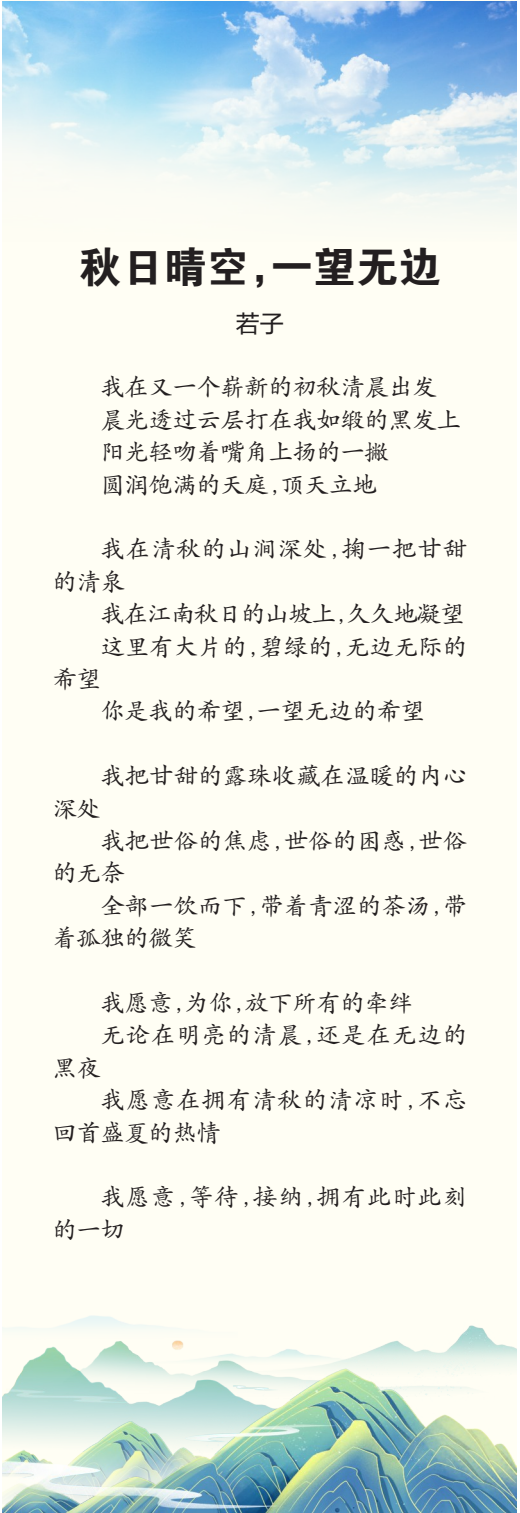 秋日晴空,一望无边
若子
我在又一个崭新的初秋清晨出发
晨光透过云层打在我如缎的黑发上
阳光轻吻着嘴角上扬的一撇
圆润饱满的天庭,顶天立地
我在清秋的山涧深处,掬一把甘甜
的清泉
我在江南秋日的山坡上,久久地凝望
这里有大片的,碧绿的,无边无际的
希望
你是我的希望,一望无边的希望
我把甘甜的露珠收藏在温暖的内心
深处
我把世俗的焦虑,世俗的困惑,世俗
的无奈
全部一饮而下,带着青涩的茶汤,带
着孤独的微笑
我愿意,为你,放下所有的牵绊
无论在明亮的清晨,还是在无边的
黑夜
我愿意在拥有清秋的清凉时,不忘
回首盛夏的热情
我愿意,等待,接纳,拥有此时此刻
的一切